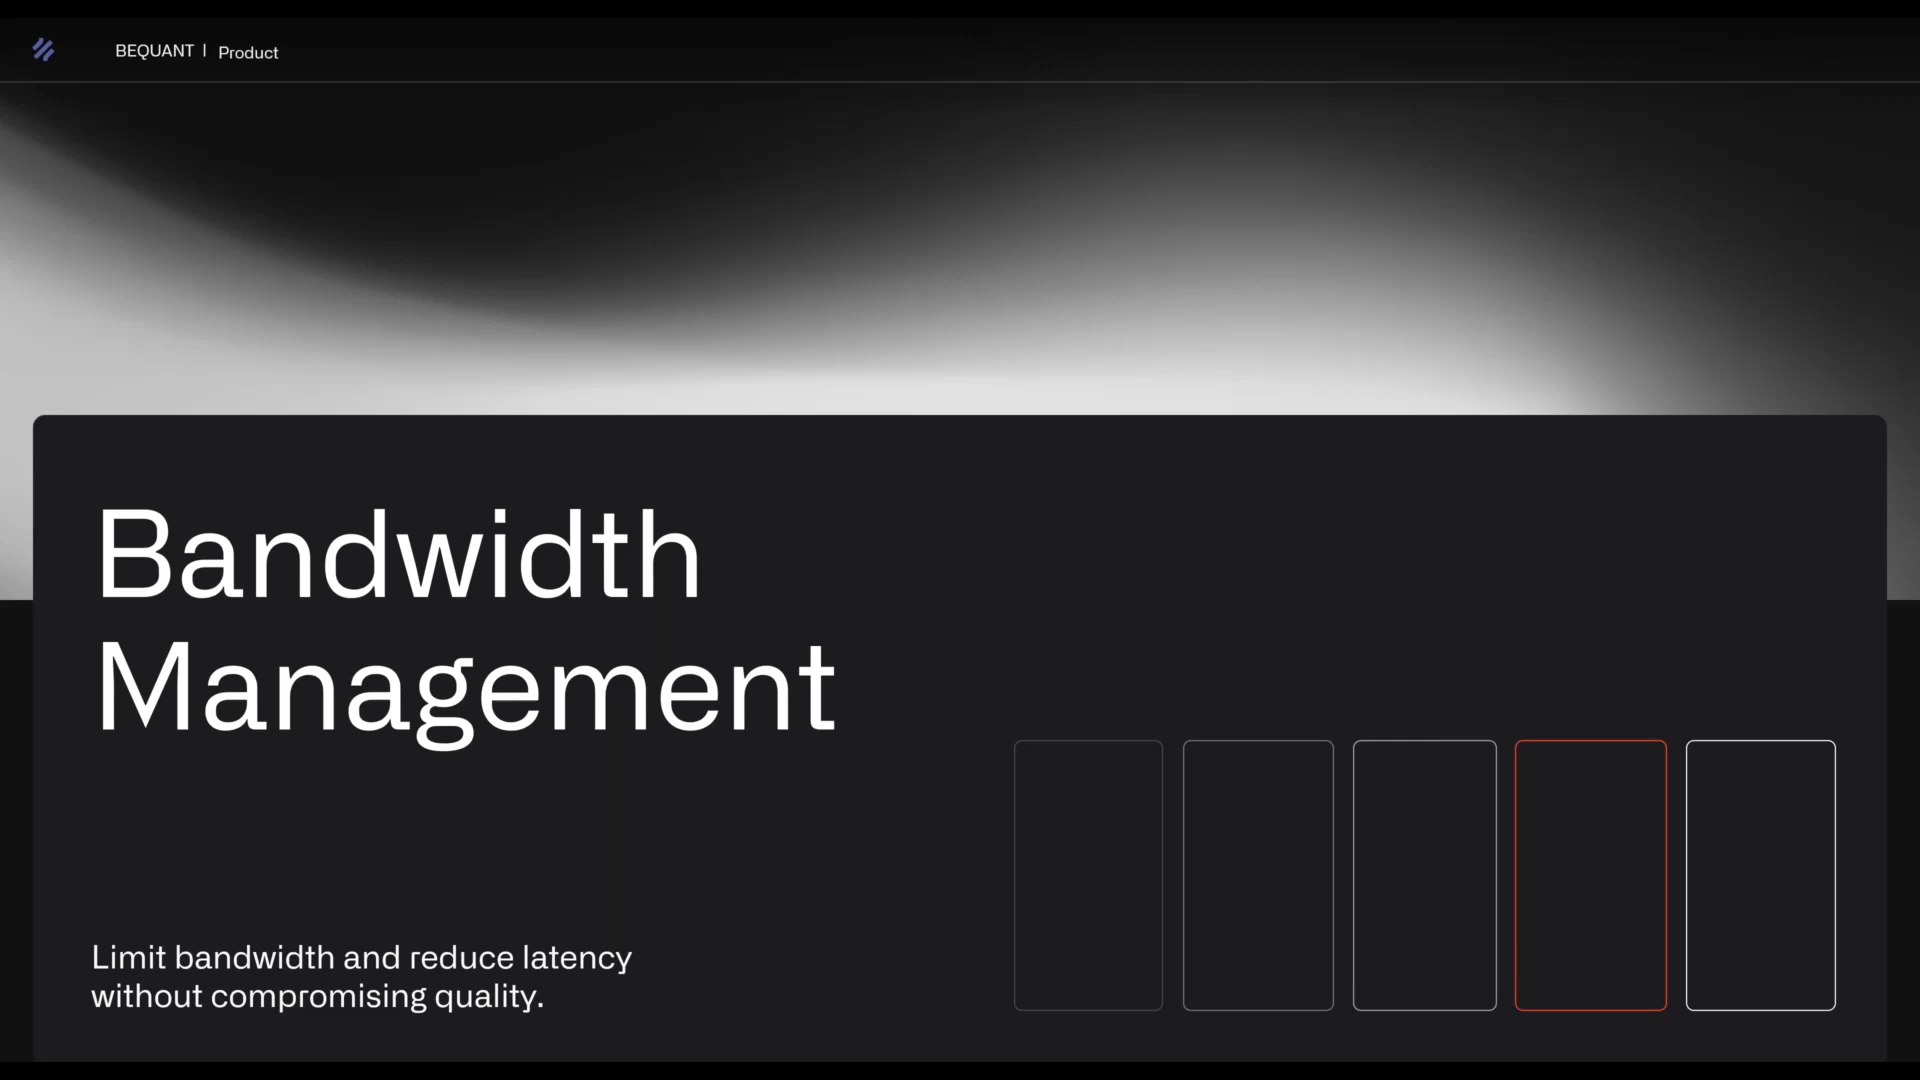 BEQUANT | Product
Bandwidth
Management
Limit bandwidth and reduce latency
without compromising quality.